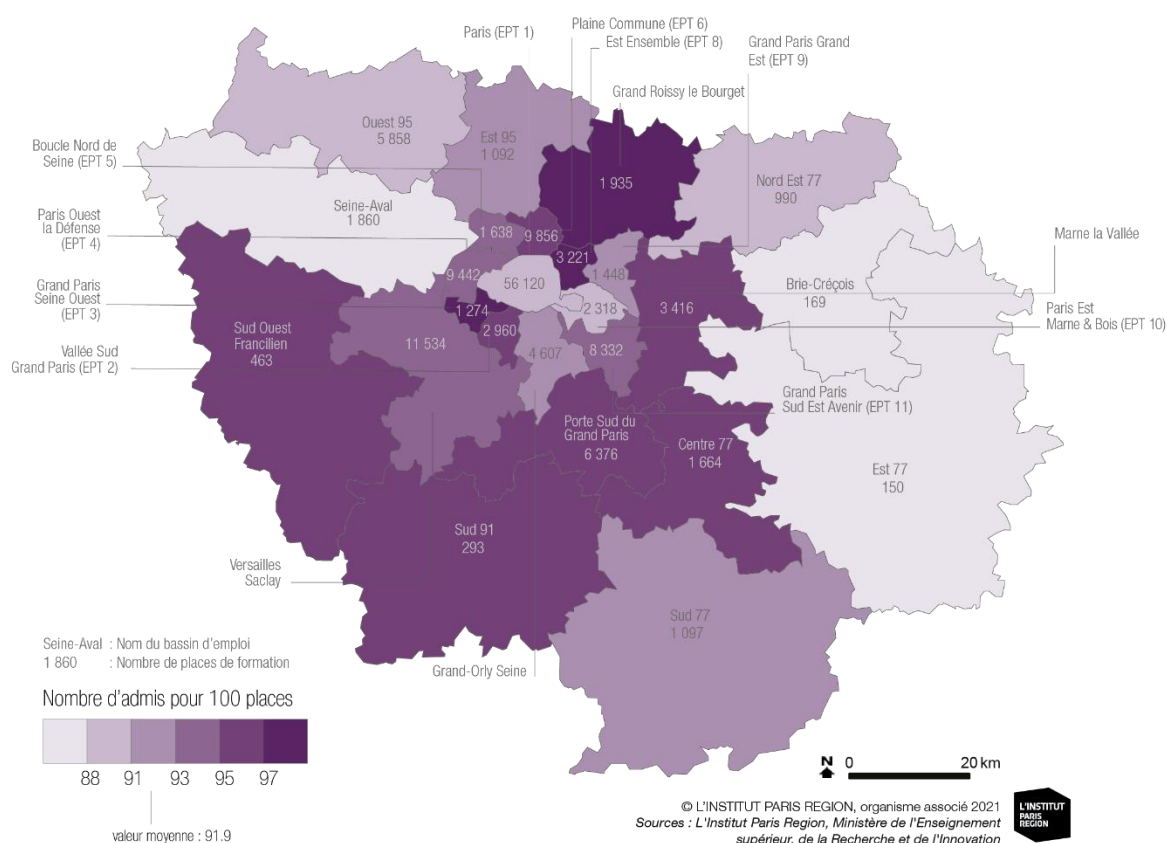 Paris (EPT 1)
Plaine Commune (EPT 6)
Est Ensemble (EPT 8)
Grand Paris Grand
Est (EPT 9)
Grand Roissy le Bourget
Ouest 95
5 858
Est 95
1 092
Boucle Nord de
Seine (EPT 5)
1 935
Nord Est 77
990
Seine-Aval
1 860
Paris Ouest
la Défense
(EPT 4)
1 638
9 856
3 221
1 448
Marne la Vallée
9 442
56 120
2 318
3 416
Brie-Créçois
169
Grand Paris
Seine Ouest
(EPT 3)
1 274
2 960
Paris Est
Marne & Bois (EPT 10)
Sud Ouest
Francilien
463
11 534
4 607
8 332
Vallée Sud
Grand Paris (EPT 2)
Grand Paris
Sud Est Avenir (EPT 11)
Porte Sud du
Grand Paris
6 376
Centre 77
1 664
Est 77
150
Sud 91
293
Versailles
Saclay
Sud 77
1 097
Grand-Orly Seine
Seine-Aval : Nom du bassin d'emploi
1 860 : Nombre de places de formation
Nombre d'admis pour 100 places
88 91 93 95 97
valeur moyenne : 91.9
N 0 20 km
© L'INSTITUT PARIS REGION, organisme associé 2021
Sources : L'Institut Paris Region, Ministère de l'Enseignement
supérieur, de la Recherche et de l'Innovation
L'INSTITUT
PARIS
REGION